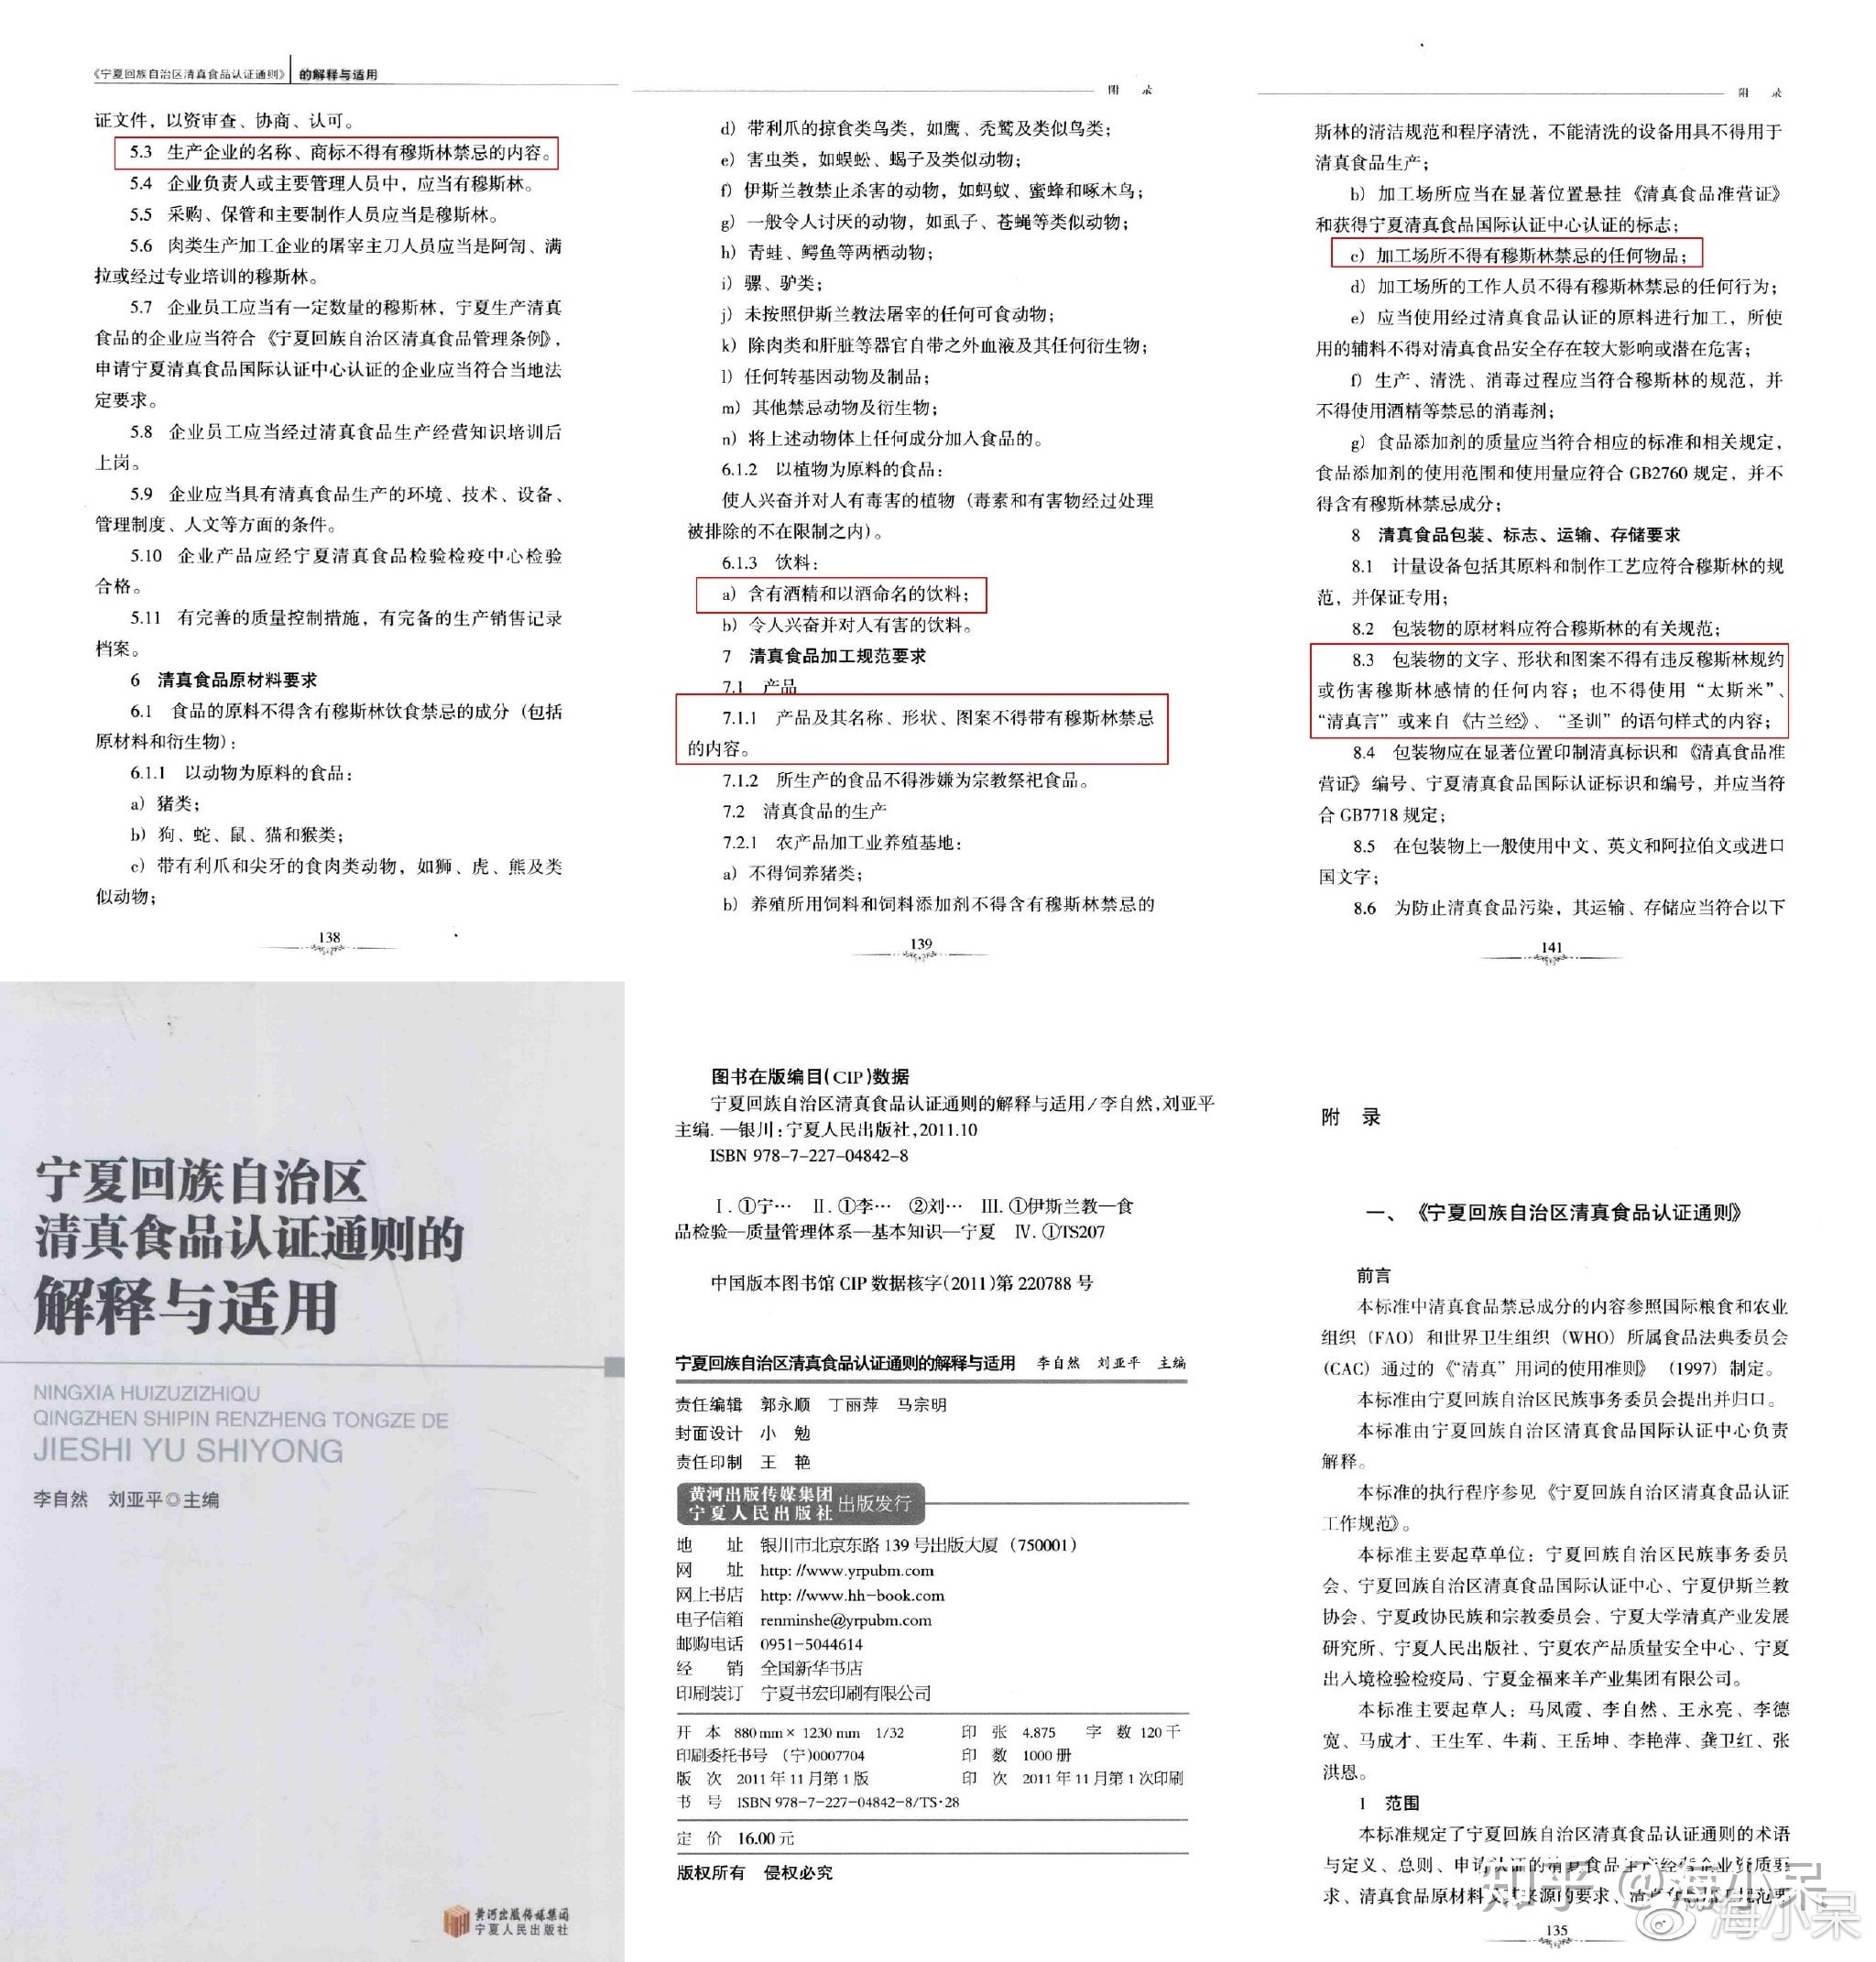 《宁夏回族自治区清真食品认证通则》 的解释与适用
证文件，以资审查、协商、认可。
5.3 生产企业的名称、商标不得有穆斯林禁忌的内容。
5.4 企业负责人或主要管理人员中，应当有穆斯林。
5.5 采购、保管和主要制作人员应当是穆斯林。
5.6 肉类生产加工企业的屠宰主刀人员应当是阿訇、满
拉或经过专业培训的穆斯林。
5.7 企业员工应当有一定数量的穆斯林，宁夏生产清真
食品的企业应当符合《宁夏回族自治区清真食品管理条例》，
申请宁夏清真食品国际认证中心认证的企业应当符合当地法
定要求。
5.8 企业员工应当经过清真食品生产经营知识培训后
上岗。
5.9 企业应当具有清真食品生产的环境、技术、设备、
管理制度、人文等方面的条件。
5.10 企业产品应经宁夏清真食品检验检疫中心检验
合格。
5.11 有完善的质量控制措施，有完备的生产销售记录
档案。
6 清真食品原材料要求
6.1 食品的原料不得含有穆斯林饮食禁忌的成分（包括
原材料和衍生物）：
6.1.1 以动物为原料的食品：
a）猪类；
b）狗、蛇、鼠、猫和猴类；
c）带有利爪和尖牙的食肉类动物，如狮、虎、熊及类
似动物；
138
附 录
d）带利爪的掠食类鸟类，如鹰、秃鹫及类似鸟类；
e）害虫类，如蜈蚣、蝎子及类似动物；
f）伊斯兰教禁止杀害的动物，如蚂蚁、蜜蜂和啄木鸟；
g）一般令人讨厌的动物，如虱子、苍蝇等类似动物；
h）青蛙、鳄鱼等两栖动物；
i）骡、驴类；
j）未按照伊斯兰教法屠宰的任何可食动物；
k）除肉类和肝脏等器官自带之外血液及其任何衍生物；
l）任何转基因动物及制品；
m）其他禁忌动物及衍生物；
n）将上述动物体上任何成分加入食品的。
6.1.2 以植物为原料的食品：
使人兴奋并对人有毒害的植物（毒素和有害物经过处理
被排除的不在限制之内）。
6.1.3 饮料：
a）含有酒精和以酒命名的饮料；
b）令人兴奋并对人有害的饮料。
7 清真食品加工规范要求
7.1 产品
7.1.1 产品及其名称、形状、图案不得带有穆斯林禁忌
的内容。
7.1.2 所生产的食品不得涉嫌为宗教祭祀食品。
7.2 清真食品的生产
7.2.1 农产品加工业养殖基地：
a）不得饲养猪类；
b）养殖所用饲料和饲料添加剂不得含有穆斯林禁忌的
139
附 录
斯林的清洁规范和程序清洗，不能清洗的设备用具不得用于
清真食品生产；
b）加工场所应当在显著位置悬挂《清真食品准营证》
和获得宁夏清真食品国际认证中心认证的标志；
c）加工场所不得有穆斯林禁忌的任何物品；
d）加工场所的工作人员不得有穆斯林禁忌的任何行为；
e）应当使用经过清真食品认证的原料进行加工，所使
用的辅料不得对清真食品安全存在较大影响或潜在危害；
f）生产、清洗、消毒过程应当符合穆斯林的规范，并
不得使用酒精等禁忌的消毒剂；
g）食品添加剂的质量应当符合相应的标准和相关规定，
食品添加剂的使用范围和使用量应符合 GB2760 规定，并不
得含有穆斯林禁忌成分；
8 清真食品包装、标志、运输、存储要求
8.1 计量设备包括其原料和制作工艺应符合穆斯林的规
范，并保证专用；
8.2 包装物的原材料应符合穆斯林的有关规范；
8.3 包装物的文字、形状和图案不得有违反穆斯林规约
或伤害穆斯林感情的任何内容；也不得使用“太斯米”、
“清真言”或来自《古兰经》、“圣训”的语句样式的内容；
8.4 包装物应在显著位置印制清真标识和《清真食品准
营证》编号、宁夏清真食品国际认证标识和编号，并应当符
合 GB7718 规定；
8.5 在包装物上一般使用中文、英文和阿拉伯文或进口
国文字；
8.6 为防止清真食品污染，其运输、存储应当符合以下
141
宁夏回族自治区
清真食品认证通则的
解释与适用
NINGXIA HUIZUZIZHIQU
QINGZHEN SHIPIN RENZHENG TONGZE DE
JIESHI YU SHIYONG
李自然 刘亚平◎主编
黄河出版传媒集团
宁夏人民出版社
图书在版编目(CIP)数据
宁夏回族自治区清真食品认证通则的解释与适用/李自然,刘亚平
主编. —银川:宁夏人民出版社,2011.10
ISBN 978-7-227-04842-8
Ⅰ.①宁… Ⅱ.①李… ②刘… Ⅲ.①伊斯兰教—食
品检验—质量管理体系—基本知识—宁夏 Ⅳ.①TS207
中国版本图书馆 CIP 数据核字(2011)第 220788 号
宁夏回族自治区清真食品认证通则的解释与适用 李自然 刘亚平 主编
责任编辑 郭永顺 丁丽萍 马宗明
封面设计 小 勉
责任印制 王 艳
黄河出版传媒集团
宁夏人民出版社 出版发行
地 址 银川市北京东路 139 号出版大厦 (750001)
网 址 http://www.yrpubm.com
网上书店 http://www.hh-book.com
电子信箱 renminshe@yrpubm.com
邮购电话 0951-5044614
经 销 全国新华书店
印刷装订 宁夏书宏印刷有限公司
开 本 880 mm × 1230 mm 1/32 印 张 4.875 字 数 120 千
印刷委托书号 (宁)0007704 印 数 1000 册
版 次 2011 年 11 月第 1 版 印 次 2011 年 11 月第 1 次印刷
书 号 ISBN 978-7-227-04842-8/TS·28
定 价 16.00 元
版权所有 侵权必究
附 录
一、《宁夏回族自治区清真食品认证通则》
前言
本标准中清真食品禁忌成分的内容参照国际粮食和农业
组织（FAO）和世界卫生组织（WHO）所属食品法典委员会
（CAC）通过的《“清真”用词的使用准则》（1997）制定。
本标准由宁夏回族自治区民族事务委员会提出并归口。
本标准由宁夏回族自治区清真食品国际认证中心负责
解释。
本标准的执行程序参见《宁夏回族自治区清真食品认证
工作规范》。
本标准主要起草单位：宁夏回族自治区民族事务委员
会、宁夏回族自治区清真食品国际认证中心、宁夏伊斯兰教
协会、宁夏政协民族和宗教委员会、宁夏大学清真产业发展
研究所、宁夏人民出版社、宁夏农产品质量安全中心、宁夏
出入境检验检疫局、宁夏金福来羊产业集团有限公司。
本标准主要起草人：马凤霞、李自然、王永亮、李德
宽、马成才、王生军、牛莉、王岳坤、李艳萍、龚卫红、张
洪恩。
1 范围
本标准规定了宁夏回族自治区清真食品认证通则的术语
与定义、总则、申请认证的清真食品生产经营企业资质要
求、清真食品原材料及其来源的要求、清真食品加工规范要
135
知乎 @海小呆
海小呆